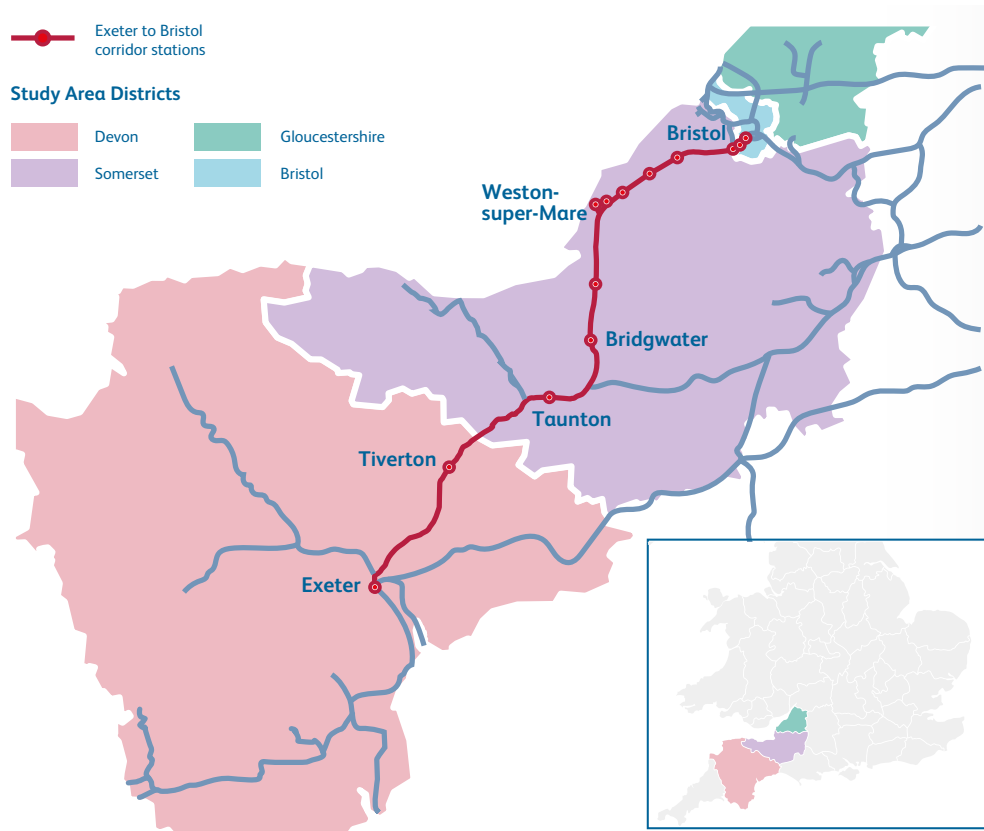 Exeter to Bristol
corridor stations
Study Area Districts
Devon
Gloucestershire
Somerset
Bristol
Bristol
Weston-
super-Mare
Bridgwater
Taunton
Tiverton
Exeter